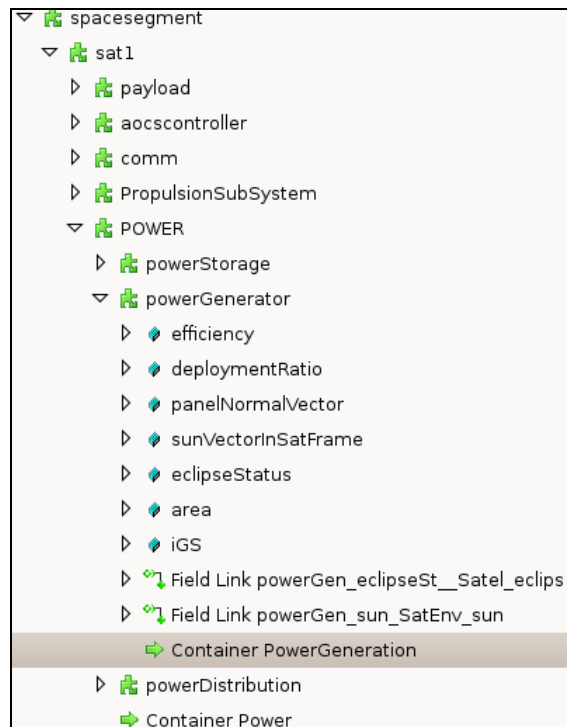 spacesegment
sat1
payload
aocscontroller
comm
PropulsionSubSystem
POWER
powerStorage
powerGenerator
efficiency
deploymentRatio
panelNormalVector
sunVectorInSatFrame
eclipseStatus
area
iGS
Field Link powerGen_eclipseSt__Satel_eclips
Field Link powerGen_sun_SatEnv_sun
Container PowerGeneration
powerDistribution
Container Power